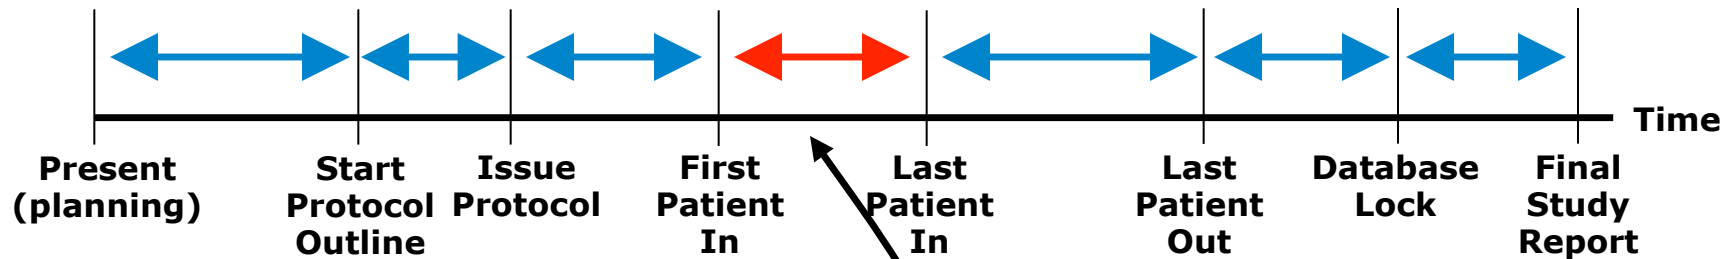 Time
Present
(planning)
Start
Protocol
Outline
Issue
Protocol
First
Patient
In
Last
Patient
In
Last
Patient
Out
Database
Lock
Final
Study
Report